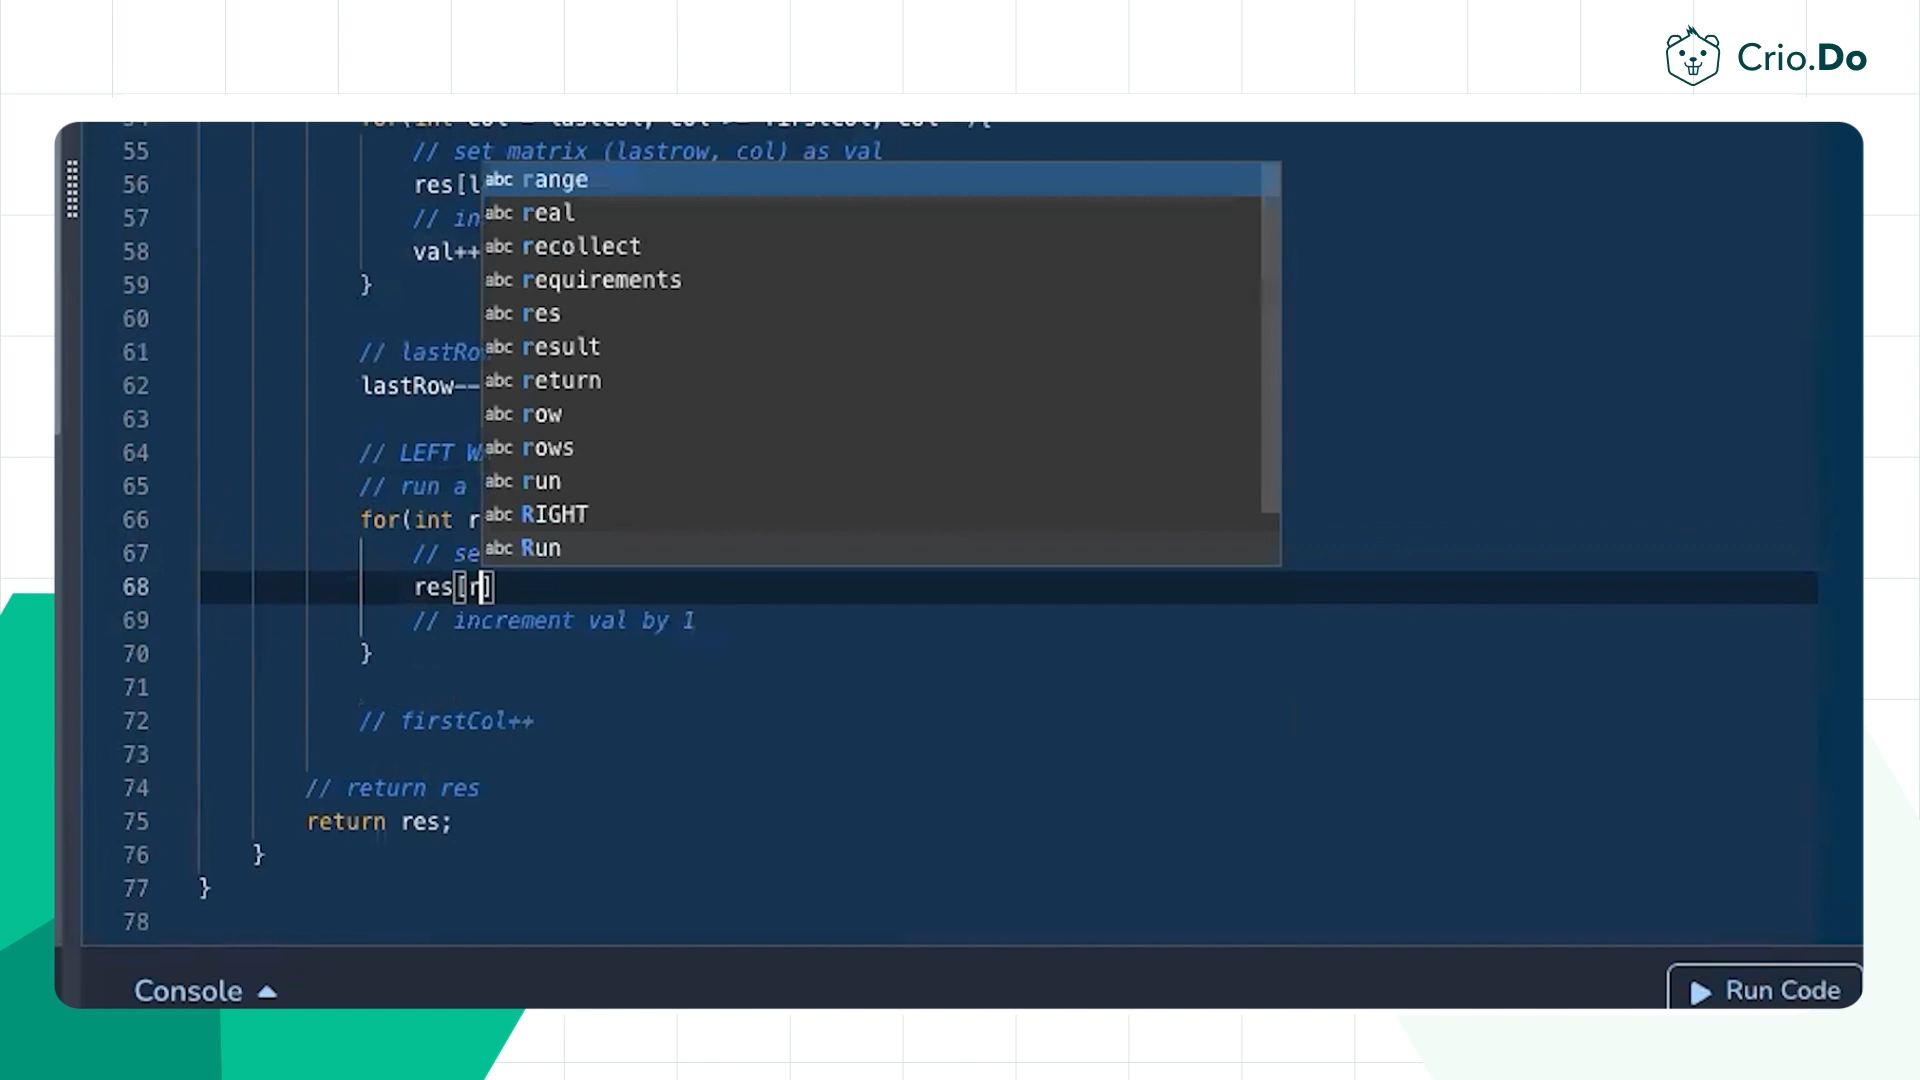 Crio.Do
55 // set matrix (lastrow, col) as val
56 res[l
57 // in
58 val++
59 }
60
61 // lastRo
62 lastRow--
63
64 // LEFT W
65 // run a
66 for(int r
67 // se
68 res[r]
69 // increment val by 1
70 }
71
72 // firstCol++
73
74 // return res
75 return res;
76 }
77 }
78
abc range
abc real
abc recollect
abc requirements
abc res
abc result
abc return
abc row
abc rows
abc run
abc RIGHT
abc Run
Console
Run Code